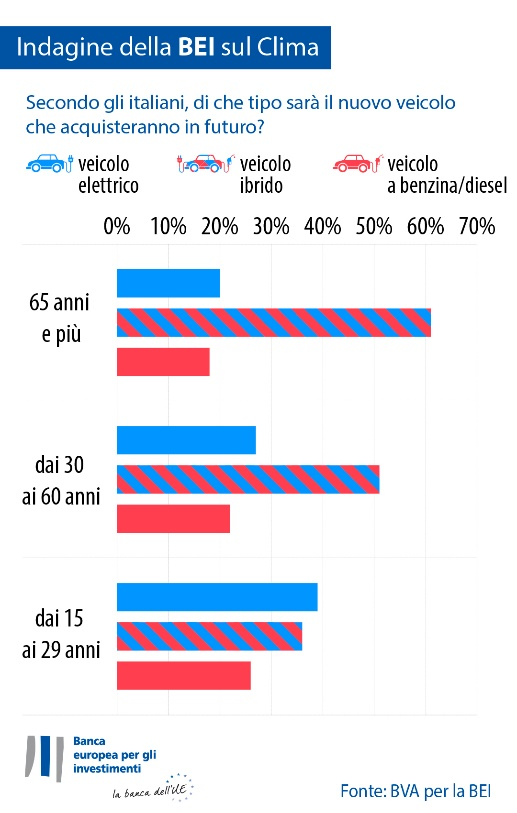 Indagine della BEI sul Clima
Secondo gli italiani, di che tipo sarà il nuovo veicolo
che acquisteranno in futuro?
veicolo
elettrico
veicolo
ibrido
veicolo
a benzina/diesel
0% 10% 20% 30% 40% 50% 60% 70%
65 anni
e più
dai 30
ai 60 anni
dai 15
ai 29 anni
Banca
europea per gli
investimenti
la banca dell'UE
Fonte: BVA per la BEI